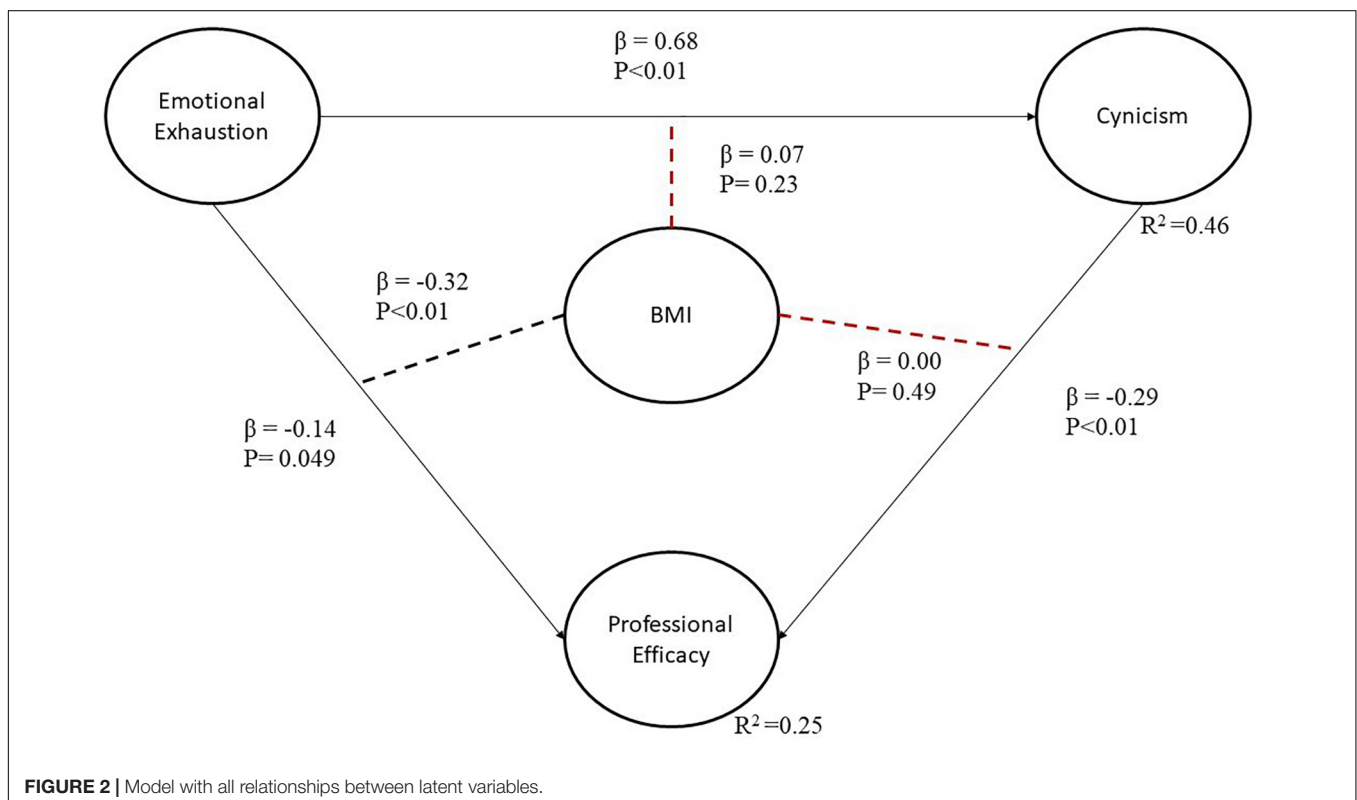 β = 0.68
P<0.01
Emotional
Exhaustion
Cynicism
β = 0.07
P= 0.23
R²=0.46
β = -0.32
P<0.01
BMI
β = 0.00
P= 0.49
β = -0.29
P<0.01
β = -0.14
P= 0.049
Professional
Efficacy
R²=0.25
FIGURE 2 | Model with all relationships between latent variables.